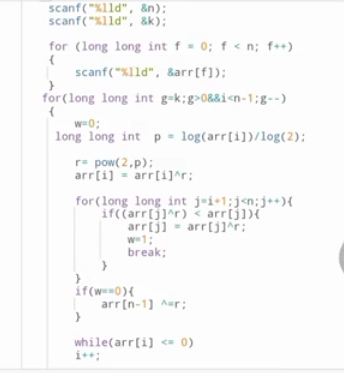 scanf("%lld", &n);
scanf("%lld", &k);
for (long long int f = 0; f < n; f++)
{
scanf("%lld", &arr[f]);
}
for(long long int g=k;g>0&&i<n-1;g--)
{
w=0;
long long int p = log(arr[i])/log(2);
r= pow(2,p);
arr[i] = arr[i]^r;
for(long long int j=i+1;j<n;j++){
if((arr[j]^r) < arr[j]){
arr[j] = arr[j]^r;
w=1;
break;
}
}
if(w==0){
arr[n-1] ^=r;
}
while(arr[i] <= 0)
i++;